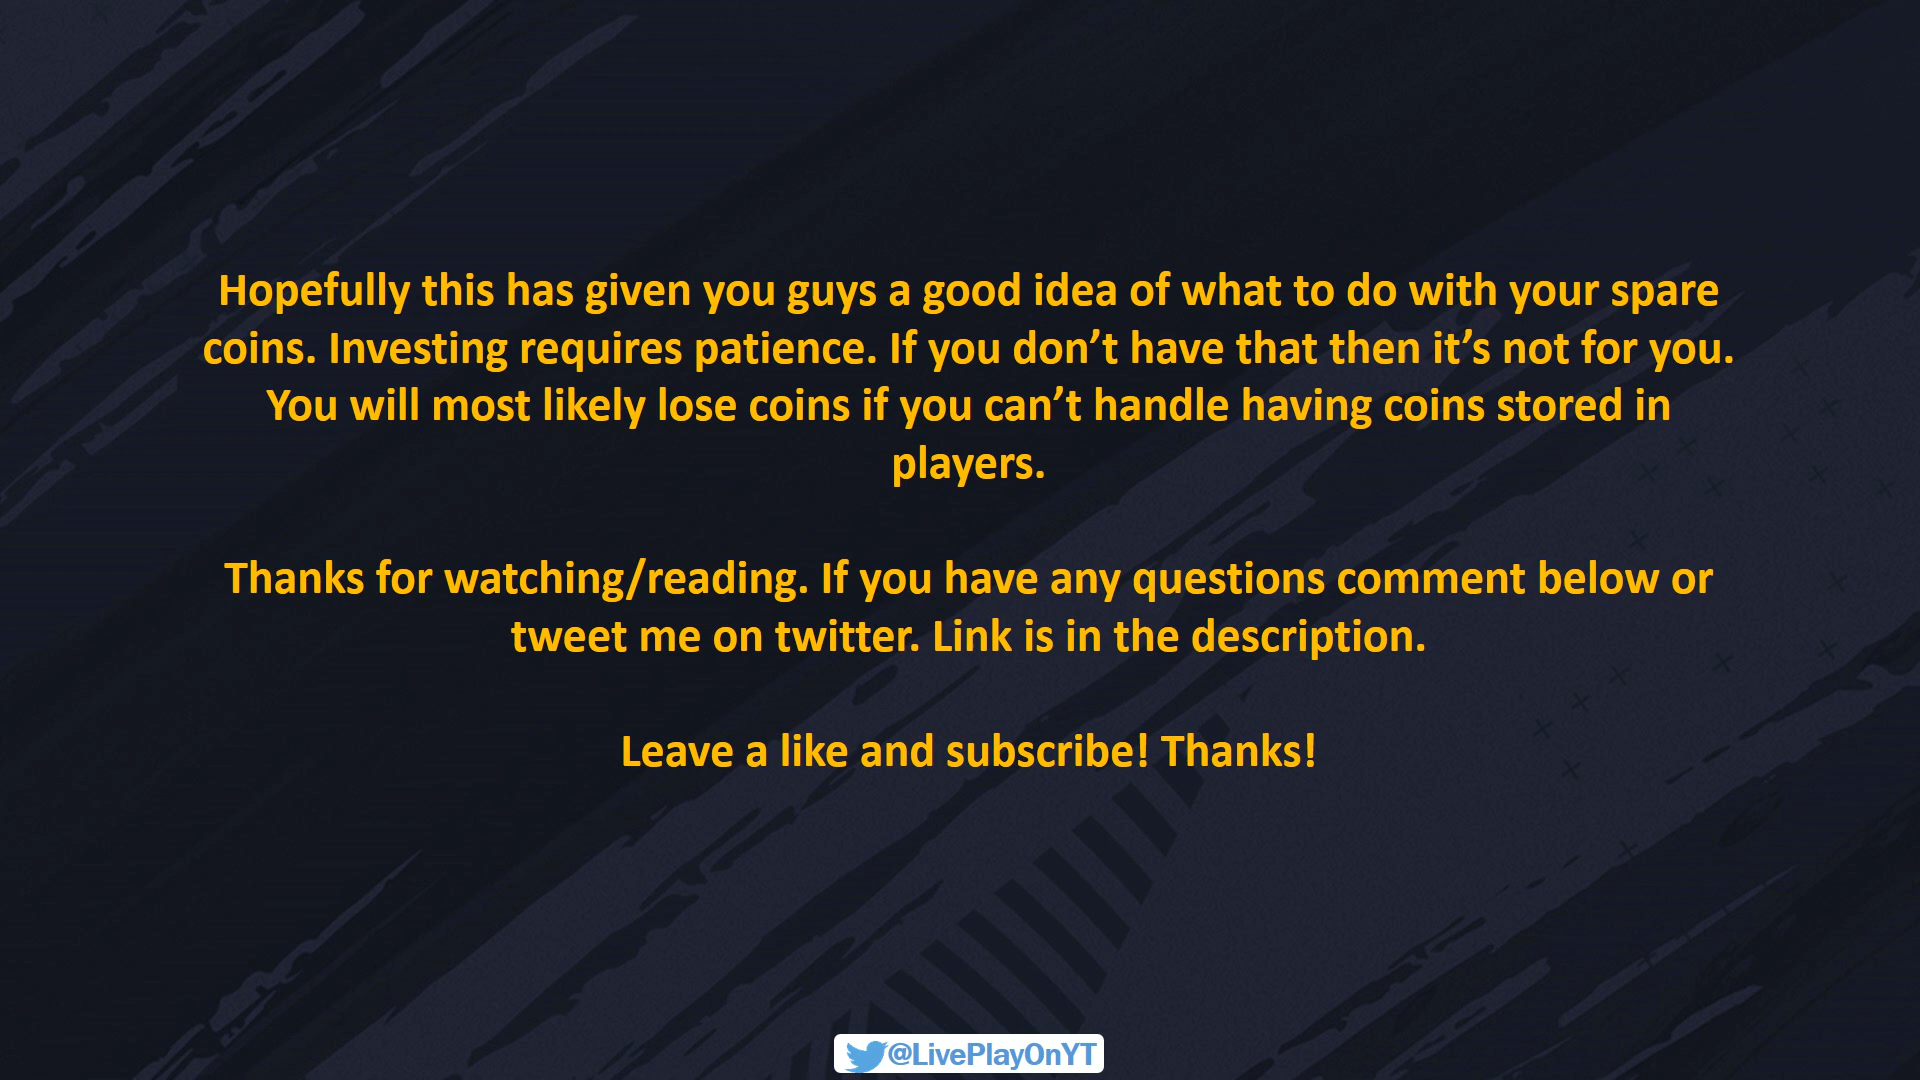 Hopefully this has given you guys a good idea of what to do with your spare
coins. Investing requires patience. If you don’t have that then it’s not for you.
You will most likely lose coins if you can’t handle having coins stored in
players.
Thanks for watching/reading. If you have any questions comment below or
tweet me on twitter. Link is in the description.
Leave a like and subscribe! Thanks!
@LivePlayOnYT